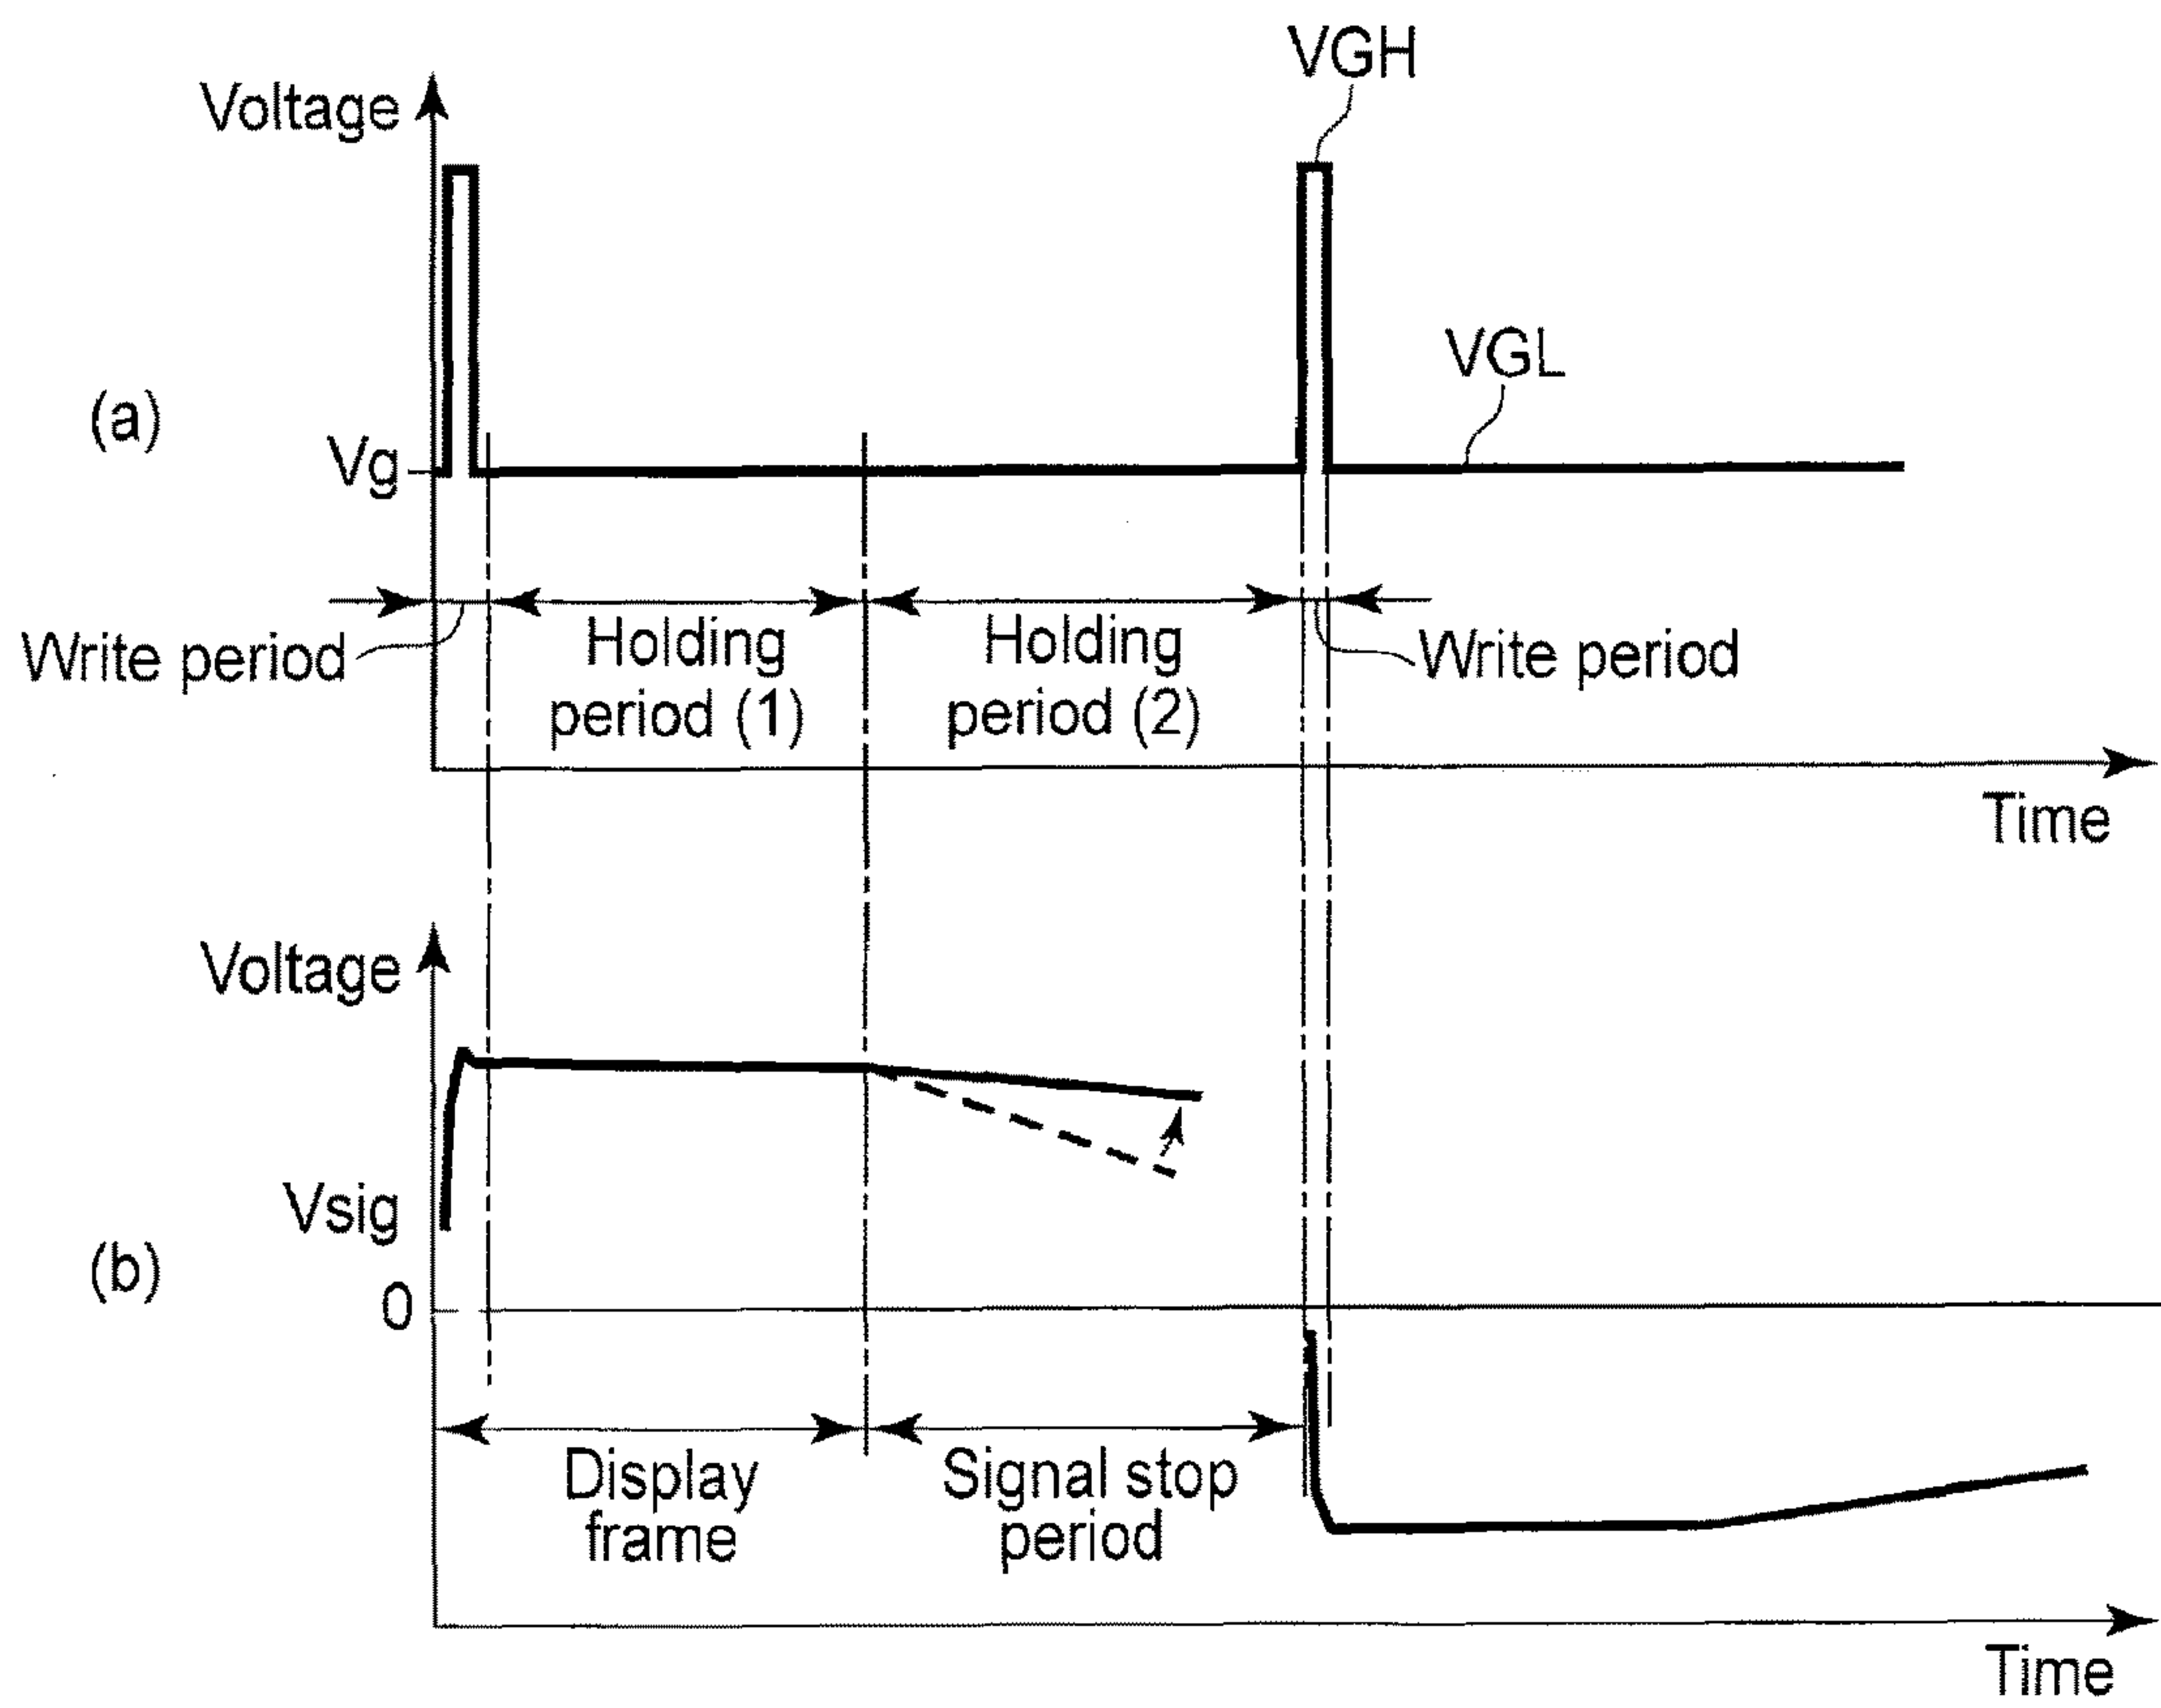 VGH
Voltage
VGL
(a)
Vg
Write period
Holding
period (1)
Holding
period (2)
Write period
Time
Voltage
Vsig
(b)
0
Display
frame
Signal stop
period
Time